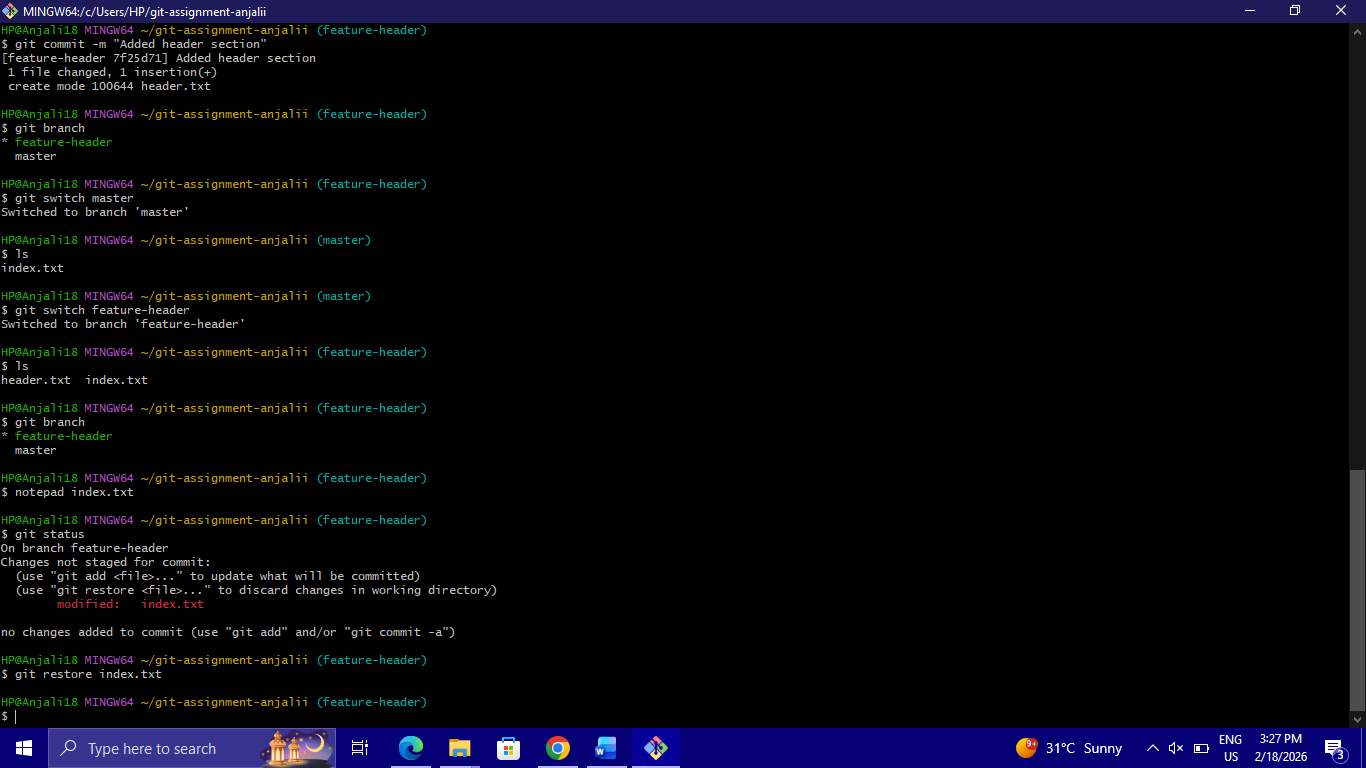 MINGW64:/c/Users/HP/git-assignment-anjalii
HP@Anjali18 MINGW64 ~/git-assignment-anjalii (feature-header)
$ git commit -m "Added header section"
[feature-header 7f25d71] Added header section
 1 file changed, 1 insertion(+)
 create mode 100644 header.txt
HP@Anjali18 MINGW64 ~/git-assignment-anjalii (feature-header)
$ git branch
* feature-header
  master
HP@Anjali18 MINGW64 ~/git-assignment-anjalii (feature-header)
$ git switch master
Switched to branch 'master'
HP@Anjali18 MINGW64 ~/git-assignment-anjalii (master)
$ ls
index.txt
HP@Anjali18 MINGW64 ~/git-assignment-anjalii (master)
$ git switch feature-header
Switched to branch 'feature-header'
HP@Anjali18 MINGW64 ~/git-assignment-anjalii (feature-header)
$ ls
header.txt  index.txt
HP@Anjali18 MINGW64 ~/git-assignment-anjalii (feature-header)
$ git branch
* feature-header
  master
HP@Anjali18 MINGW64 ~/git-assignment-anjalii (feature-header)
$ notepad index.txt
HP@Anjali18 MINGW64 ~/git-assignment-anjalii (feature-header)
$ git status
On branch feature-header
Changes not staged for commit:
  (use "git add <file>..." to update what will be committed)
  (use "git restore <file>..." to discard changes in working directory)
        modified:   index.txt
no changes added to commit (use "git add" and/or "git commit -a")
HP@Anjali18 MINGW64 ~/git-assignment-anjalii (feature-header)
$ git restore index.txt
HP@Anjali18 MINGW64 ~/git-assignment-anjalii (feature-header)
$
Type here to search
31°C Sunny
ENG
US
3:27 PM
2/18/2026
3